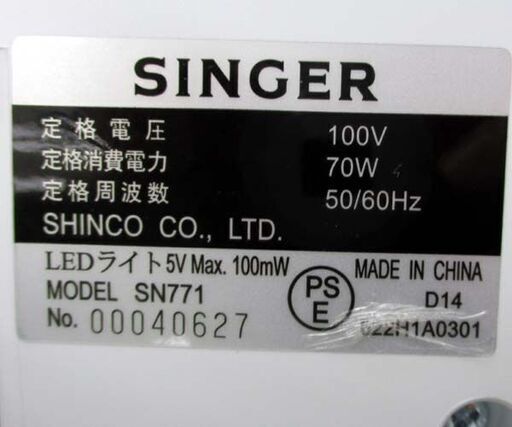 SINGER
定格電圧 100V
定格消費電力 70W
定格周波数 50/60Hz
SHINCO CO., LTD.
LEDライト5V Max. 100mW
MODEL SN771
No. 00040627
PS
E
MADE IN CHINA
D14
022H1A0301